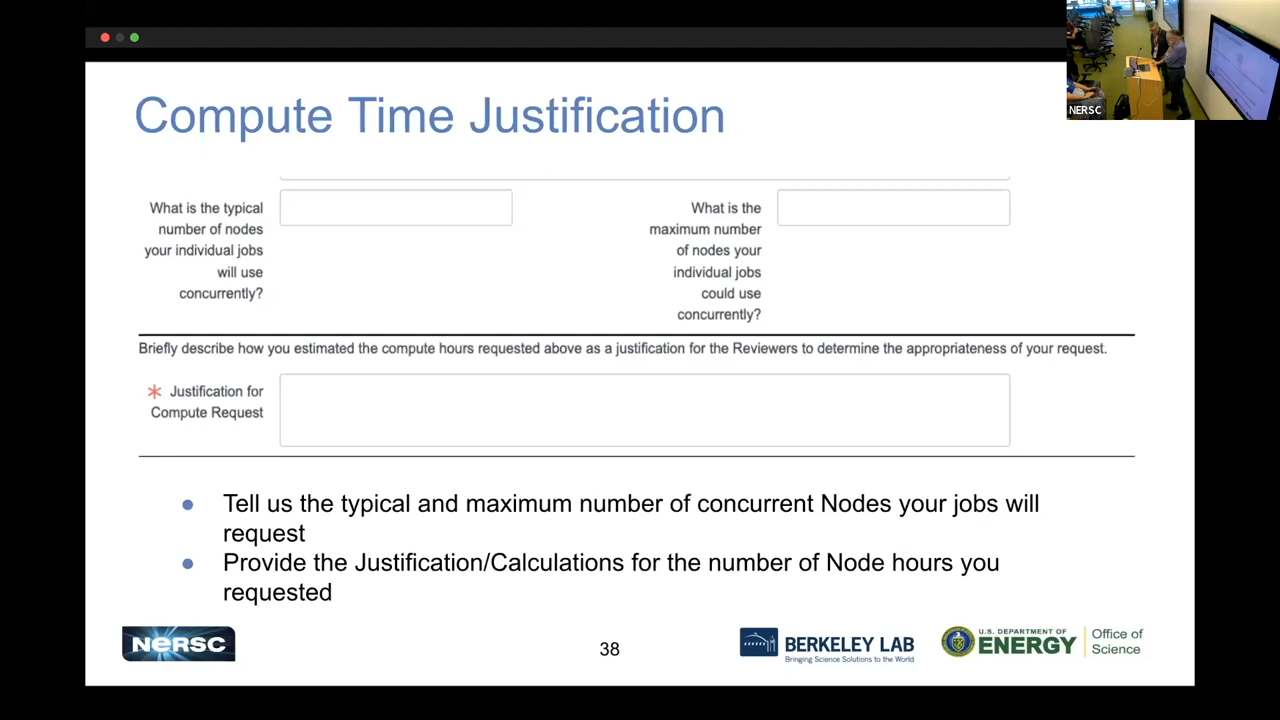 Compute Time Justification
NERSC
What is the typical
number of nodes
your individual jobs
will use
concurrently?
What is the
maximum number
of nodes your
individual jobs
could use
concurrently?
Briefly describe how you estimated the compute hours requested above as a justification for the Reviewers to determine the appropriateness of your request.
* Justification for
Compute Request
● Tell us the typical and maximum number of concurrent Nodes your jobs will
request
● Provide the Justification/Calculations for the number of Node hours you
requested
NERSC
38
BERKELEY LAB
Bringing Science Solutions to the World
U.S. DEPARTMENT OF
ENERGY
Office of
Science